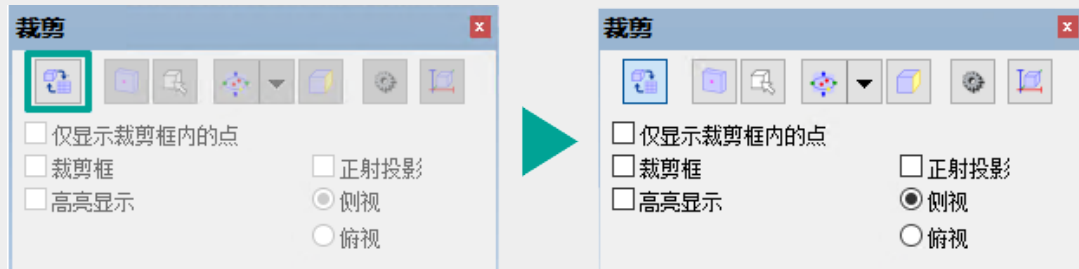 裁剪
仅显示裁剪框内的点
裁剪框
正射投影
高亮显示
侧视
俯视
裁剪
仅显示裁剪框内的点
裁剪框
正射投影
高亮显示
侧视
俯视